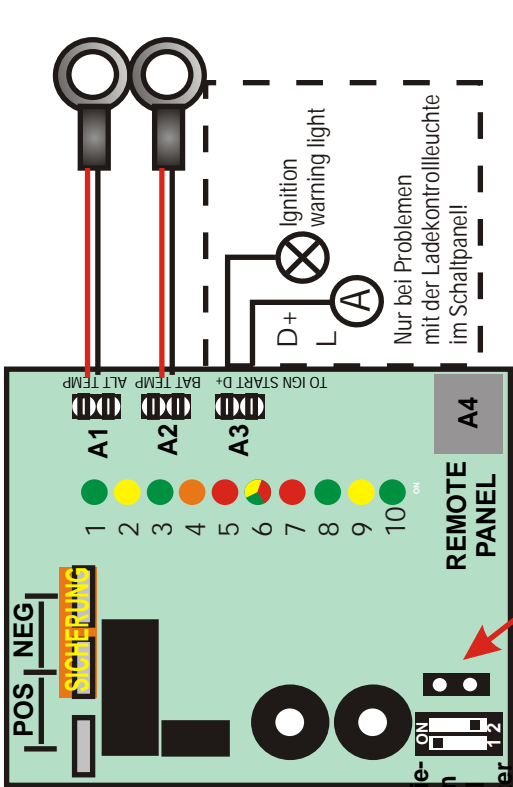 POS
NEG
SICHERUNG
A1
A2
A3
ALT TEMP
BAT TEMP
TO IGN START D+
1
2
3
4
5
6
7
8
9
10
ON
REMOTE
PANEL
A4
ON
1 2
D+
L
A
Ignition
warning light
Nur bei Problemen
mit der Ladekontrollleuchte
im Schaltpanel!
ie-
n
er